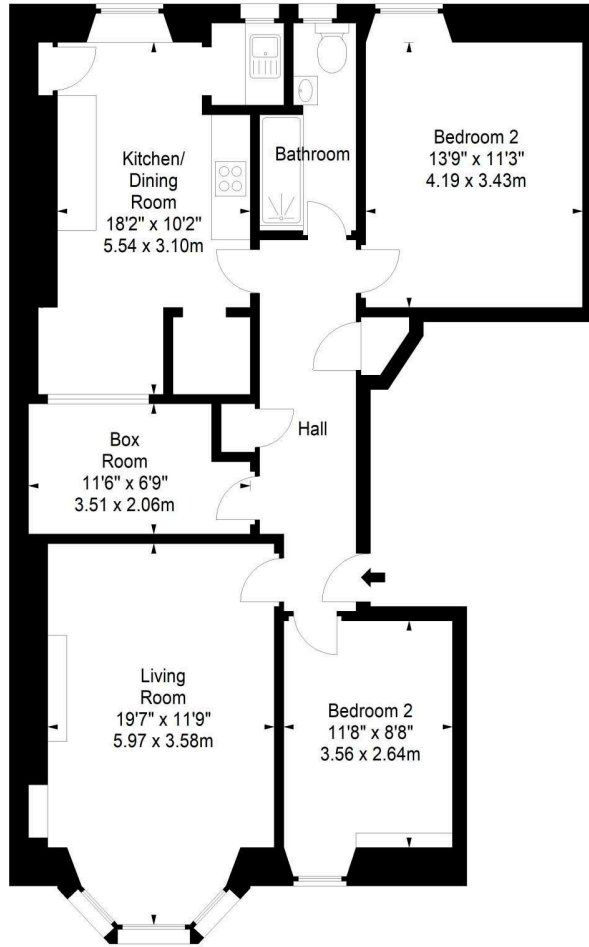 Kitchen/
Dining
Room
18'2" x 10'2"
5.54 x 3.10m
Bathroom
Bedroom 2
13'9" x 11'3"
4.19 x 3.43m
Hall
Box
Room
11'6" x 6'9"
3.51 x 2.06m
Living
Room
19'7" x 11'9"
5.97 x 3.58m
Bedroom 2
11'8" x 8'8"
3.56 x 2.64m